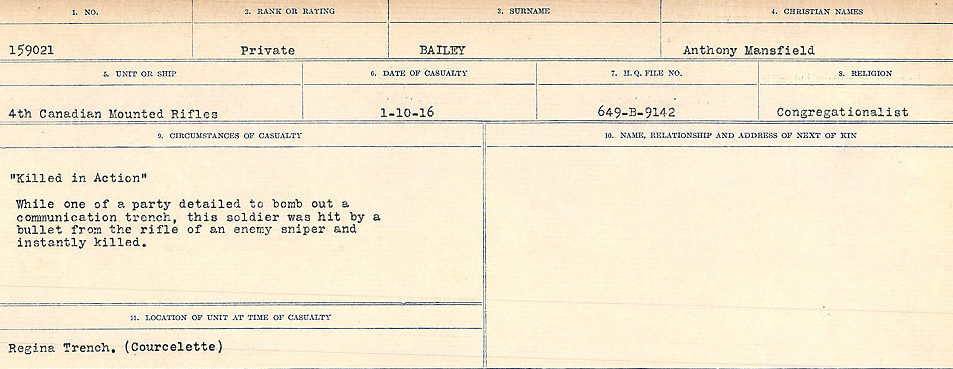 1. NO. 2. RANK OR RATING 3. SURNAME 4. CHRISTIAN NAMES
159021 Private BAILEY Anthony Mansfield
5. UNIT OR SHIP 6. DATE OF CASUALTY 7. H.Q. FILE NO. 8. RELIGION
4th Canadian Mounted Rifles 1-10-16 649-B-9142 Congregationalist
9. CIRCUMSTANCES OF CASUALTY 10. NAME, RELATIONSHIP AND ADDRESS OF NEXT OF KIN
"Killed in Action"
While one of a party detailed to bomb out a
communication trench, this soldier was hit by a
bullet from the rifle of an enemy sniper and
instantly killed.
11. LOCATION OF UNIT AT TIME OF CASUALTY
Regina Trench. (Courcelette)